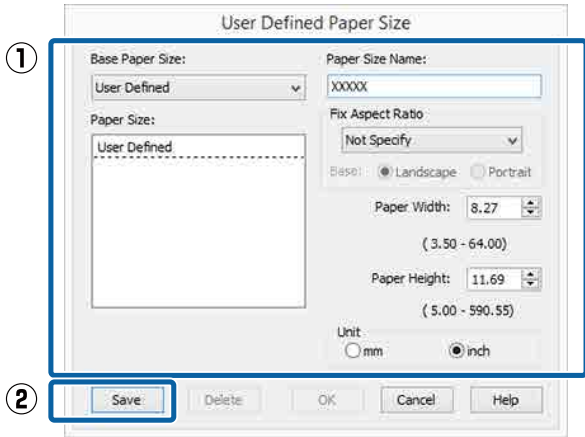 User Defined Paper Size
①
Base Paper Size:
User Defined
Paper Size:
User Defined
Paper Size Name:
XXXXX
Fix Aspect Ratio
Not Specify
Base: Landscape Portrait
Paper Width: 8.27
( 3.50 - 64.00)
Paper Height: 11.69
( 5.00 - 590.55)
Unit
mm inch
②
Save Delete OK Cancel Help